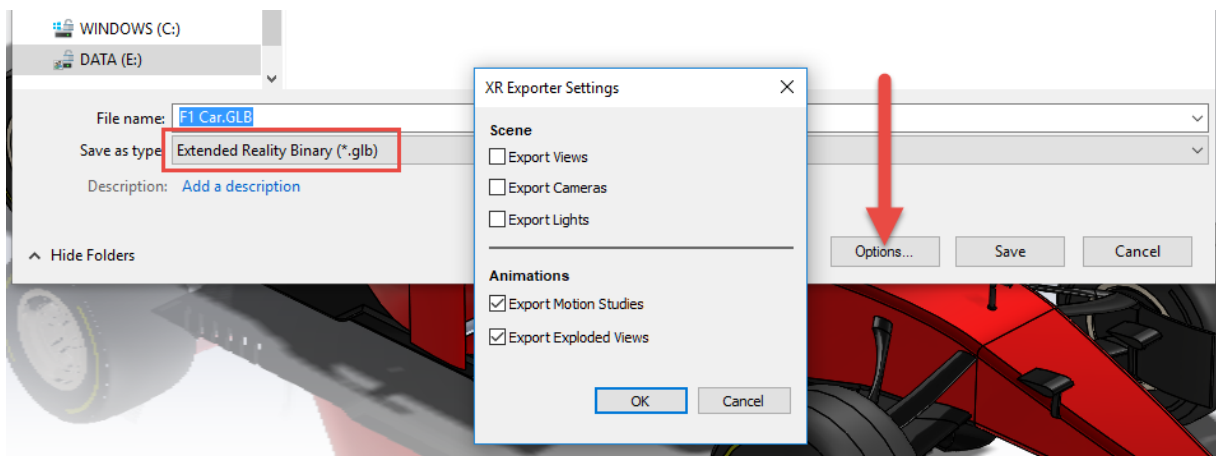 WINDOWS (C:)
DATA (E:)
File name: F1 Car.GLB
Save as type: Extended Reality Binary (*.glb)
Description: Add a description
Hide Folders
Options...
Save
Cancel
XR Exporter Settings
Scene
Export Views
Export Cameras
Export Lights
Animations
Export Motion Studies
Export Exploded Views
OK
Cancel